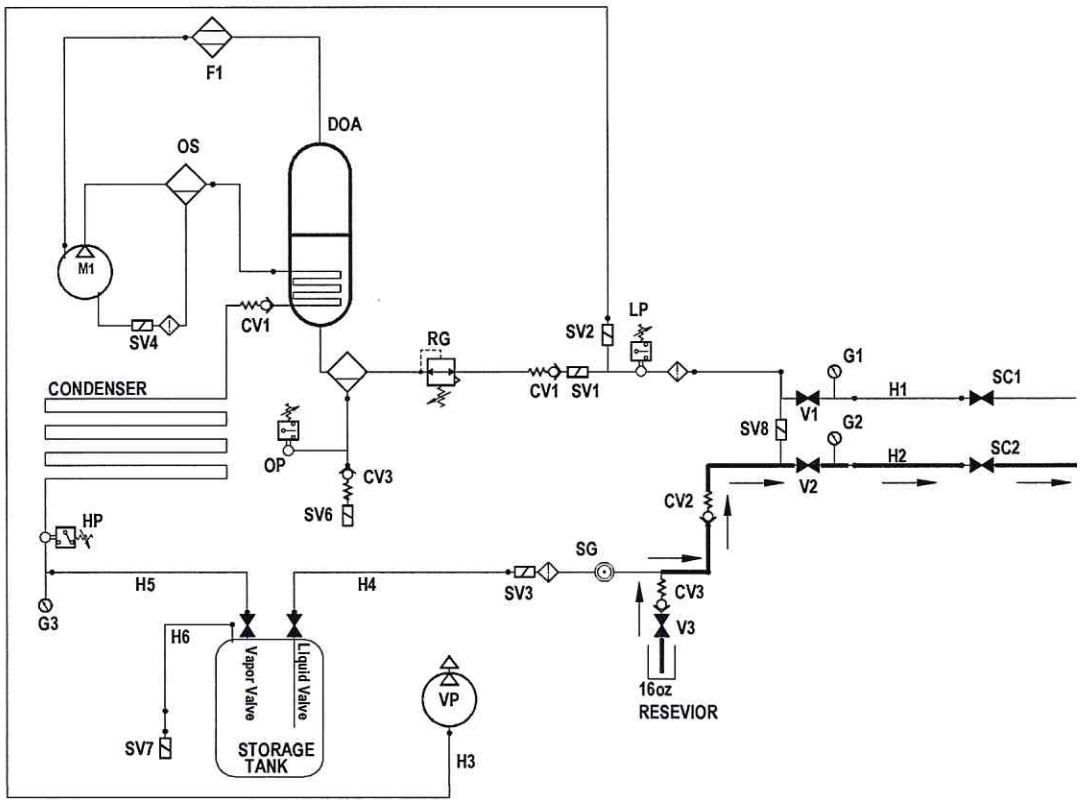 F1
DOA
OS
M1
SV4
CV1
CONDENSER
RG
CV1
SV1
SV2
LP
G1
H1
SC1
V1
G2
SV8
H2
SC2
V2
OP
CV3
SV6
CV2
HP
G3
H5
H4
SV3
SG
CV3
V3
16oz
RESEVIOR
H6
Vapor Valve
Liquid Valve
VP
SV7
STORAGE
TANK
H3